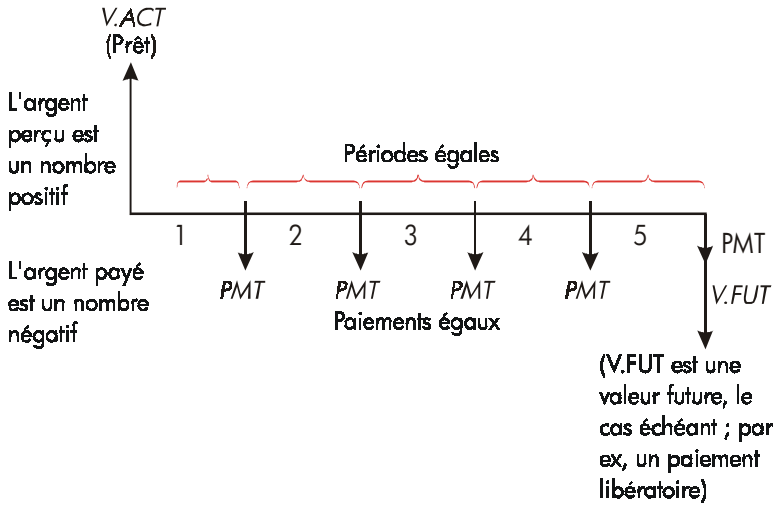 V.ACT
(Prêt)
L'argent
perçu est
un nombre
positif
Périodes égales
1 2 3 4 5
PMT
L'argent payé
est un nombre
négatif
PMT PMT PMT PMT
V.FUT
Paiements égaux
(V.FUT est une
valeur future, le
cas échéant ; par
ex, un paiement
libératoire)